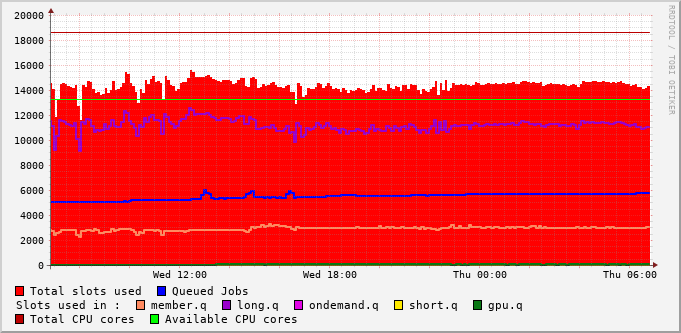 20000
18000
16000
14000
12000
10000
8000
6000
4000
2000
0
Wed 12:00 Wed 18:00 Thu 00:00 Thu 06:00
Total slots used Queued Jobs
Slots used in : member.q long.q ondemand.q short.q gpu.q
Total CPU cores Available CPU cores
RRDTOOL / TOBI OETIKER